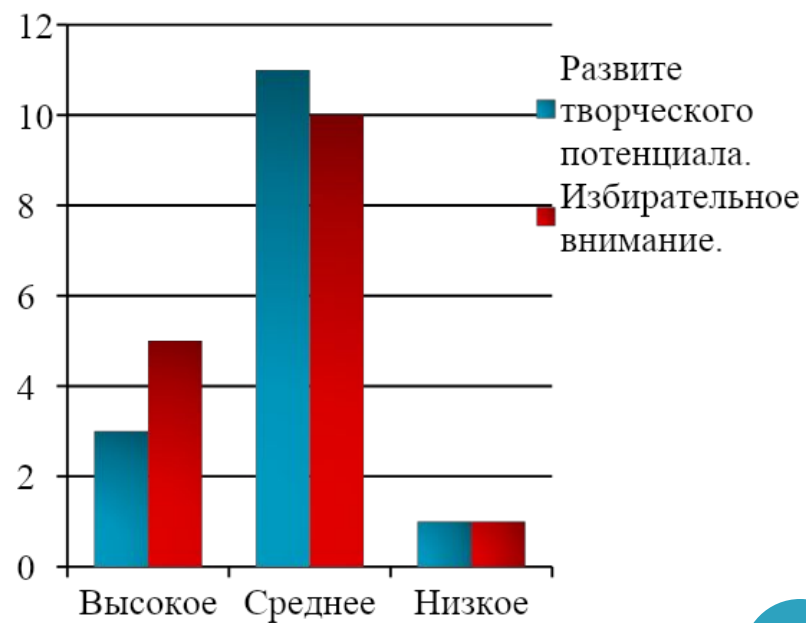 12
10
8
6
4
2
0
Высокое Среднее Низкое
Развите
творческого
потенциала.
Избирательное
внимание.